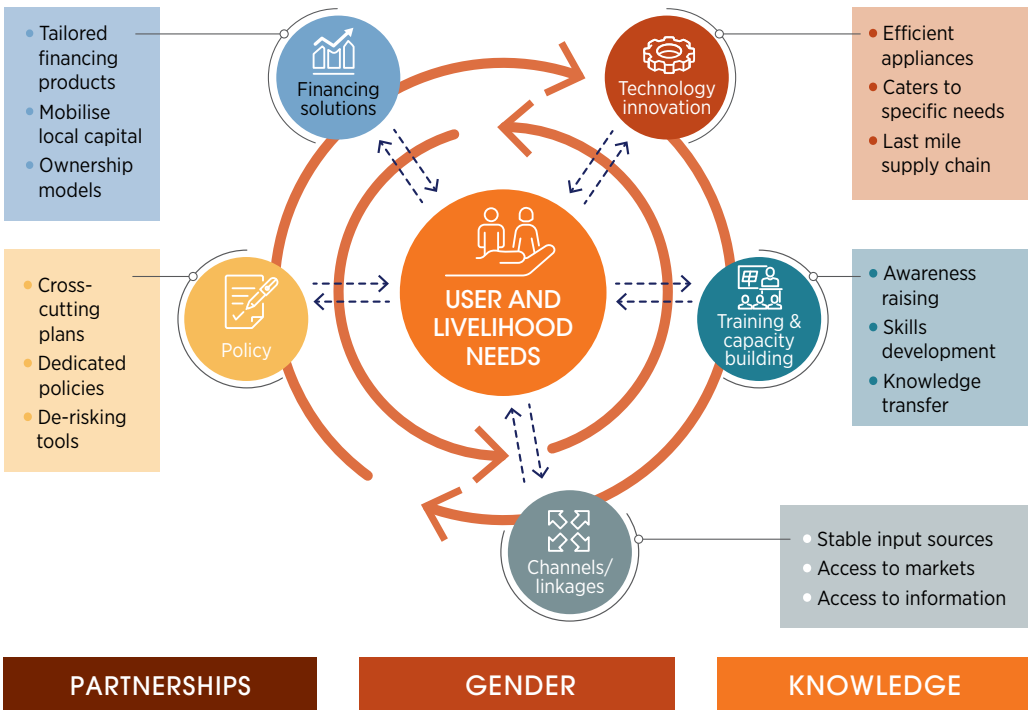 • Tailored
financing
products
• Mobilise
local capital
• Ownership
models
Financing
solutions
Technology
innovation
• Efficient
appliances
• Caters to
specific needs
• Last mile
supply chain
• Cross-
cutting
plans
• Dedicated
policies
• De-risking
tools
Policy
USER AND
LIVELIHOOD
NEEDS
Training &
capacity
building
• Awareness
raising
• Skills
development
• Knowledge
transfer
Channels/
linkages
• Stable input sources
• Access to markets
• Access to information
PARTNERSHIPS
GENDER
KNOWLEDGE